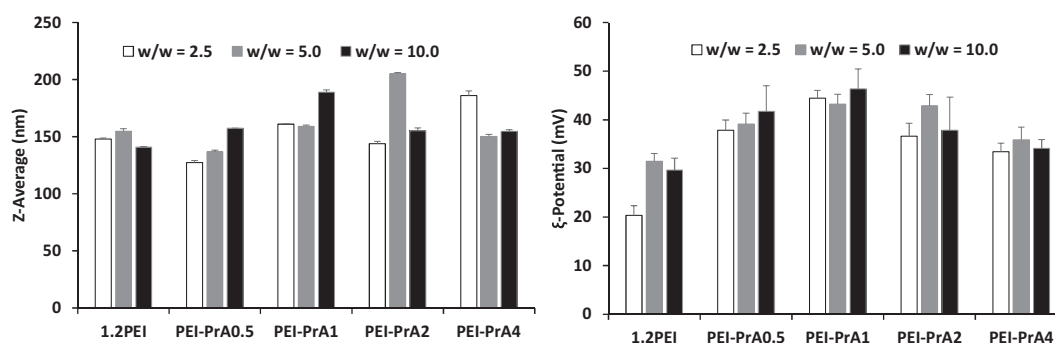 250
200
150
100
50
0
Z-Average (nm)
w/w = 2.5 w/w = 5.0 w/w = 10.0
1.2PEI PEI-PrA0.5 PEI-PrA1 PEI-PrA2 PEI-PrA4
60
50
40
30
20
10
0
ξ-Potential (mV)
w/w = 2.5 w/w = 5.0 w/w = 10.0
1.2PEI PEI-PrA0.5 PEI-PrA1 PEI-PrA2 PEI-PrA4